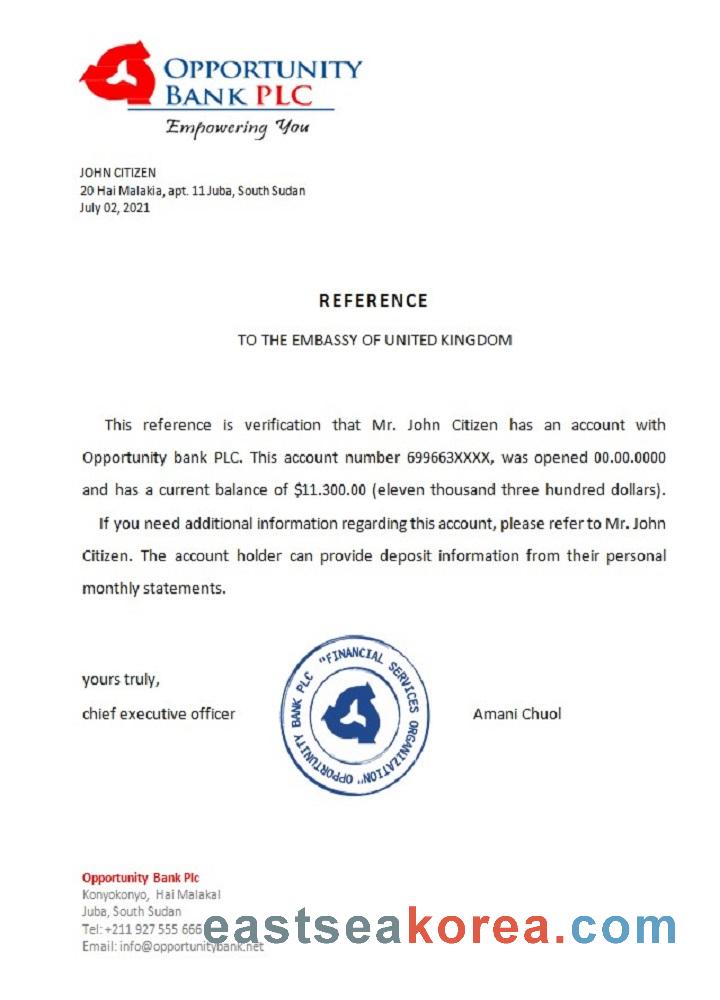 OPPORTUNITY
BANK PLC
Empowering You
JOHN CITIZEN
20 Hai Malakia, apt. 11 Juba, South Sudan
July 02, 2021
REFERENCE
TO THE EMBASSY OF UNITED KINGDOM
This reference is verification that Mr. John Citizen has an account with
Opportunity bank PLC. This account number 699663XXXX, was opened 00.00.0000
and has a current balance of $11.300.00 (eleven thousand three hundred dollars).
If you need additional information regarding this account, please refer to Mr. John
Citizen. The account holder can provide deposit information from their personal
monthly statements.
yours truly,
chief executive officer
OPPORTUNITY BANK PLC "FINANCIAL SERVICES ORGANIZATION"
Amani Chuol
Opportunity Bank Plc
Konyokonyo, Hai Malakal
Juba, South Sudan
Tel: +211 927 555 666
Email: info@opportunitybank.net
eastseakorea.com